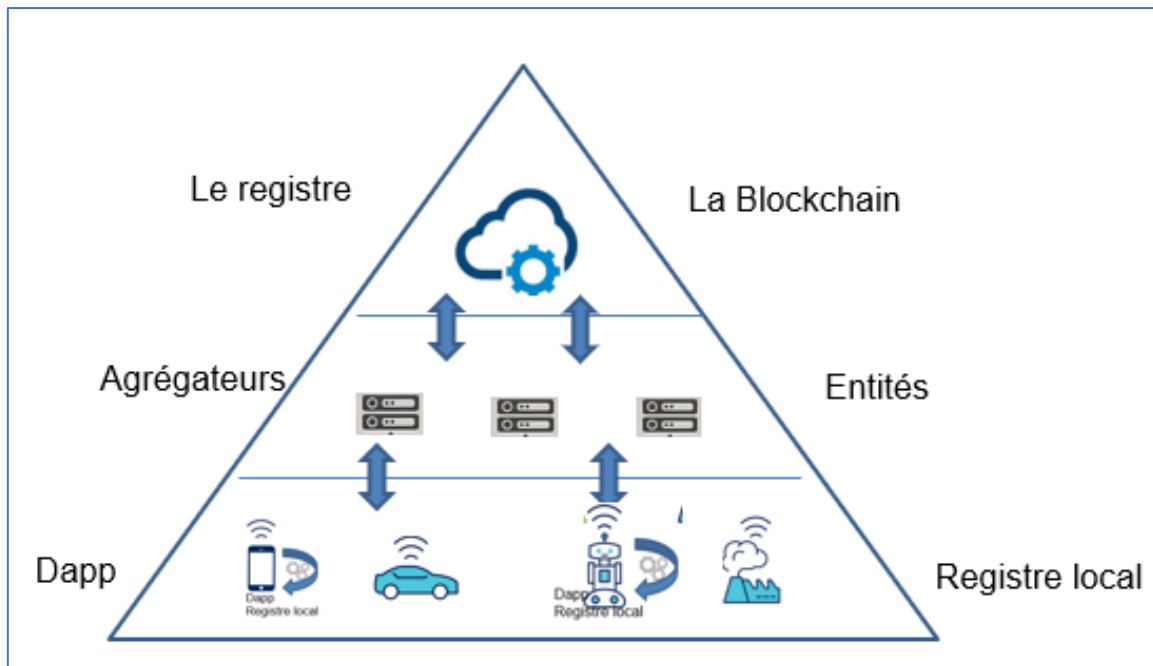 Le registre
La Blockchain
Agrégateurs
Entités
Dapp
Dapp
Registre local
Dapp
Registre local
Registre local